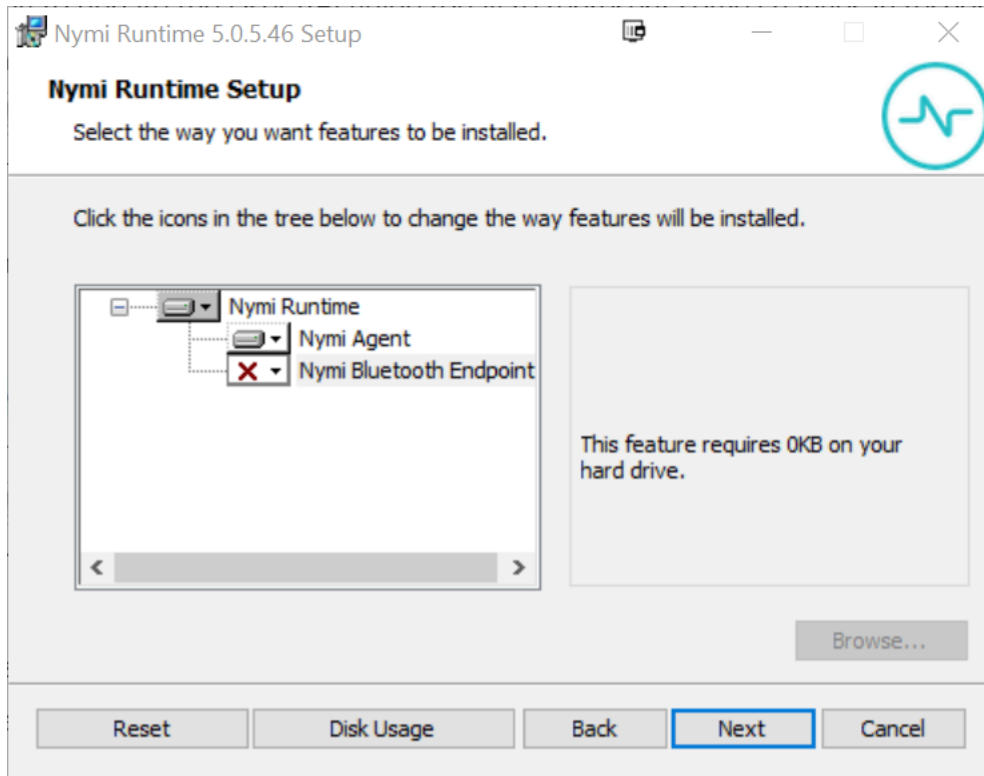 Nymi Runtime 5.0.5.46 Setup
Nymi Runtime Setup
Select the way you want features to be installed.
Click the icons in the tree below to change the way features will be installed.
Nymi Runtime
Nymi Agent
Nymi Bluetooth Endpoint
This feature requires 0KB on your
hard drive.
Browse...
Reset
Disk Usage
Back
Next
Cancel